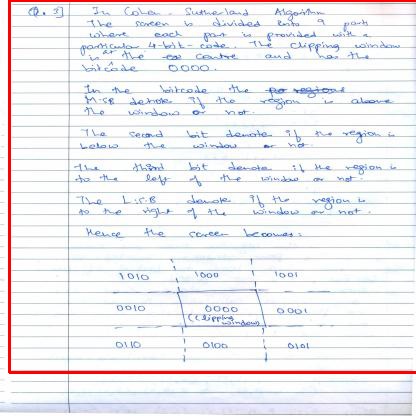 Q. 2] In Cohen - Sutherland Algorithm
The screen is divided into 9 part
where each part is provided with a
particular 4-bit-code. The clipping window
is at the centre and has the
bitcode 0000.
In the bitcode the
MSB denote if the region is above
the window or not.
The second bit denote if the region is
below the window or not.
The third bit denote if the region is
to the left of the window or not.
The L.S.B denote if the region is
to the right of the window or not.
Hence the screen becomes:
1010 1000 1001
0010 0000 0001
(Clipping
window)
0110 0100 0101